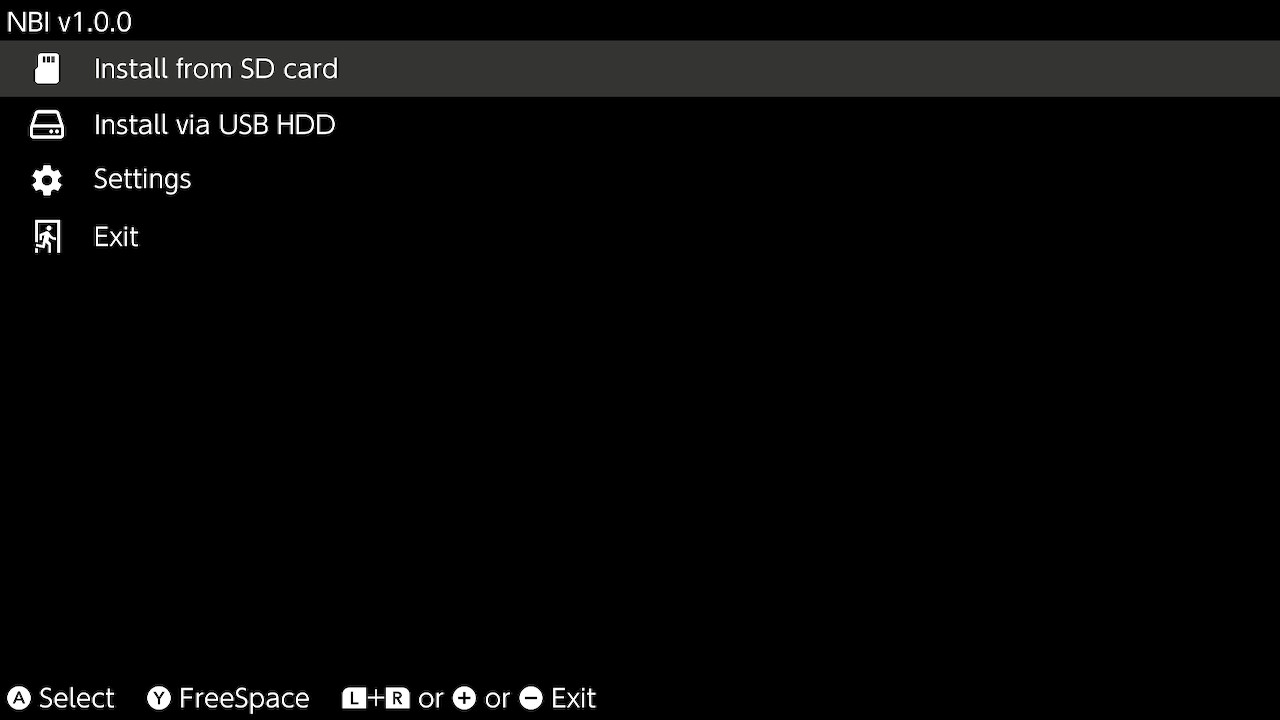 NBI v1.0.0
Install from SD card
Install via USB HDD
Settings
Exit
A Select Y FreeSpace L+R or + or - Exit